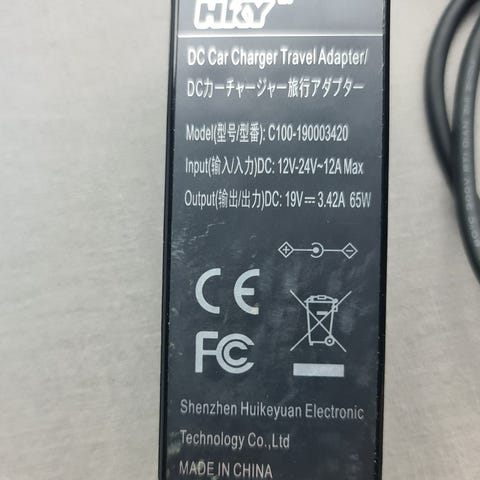 HKY
DC Car Charger Travel Adapter/
DCカーチャージャー旅行アダプター
Model(型号/型番): C100-190003420
Input(输入/入力)DC: 12V-24V~12A Max
Output(输出/出力)DC: 19V⎓3.42A 65W
CE
FC
Shenzhen Huikeyuan Electronic
Technology Co.,Ltd
MADE IN CHINA